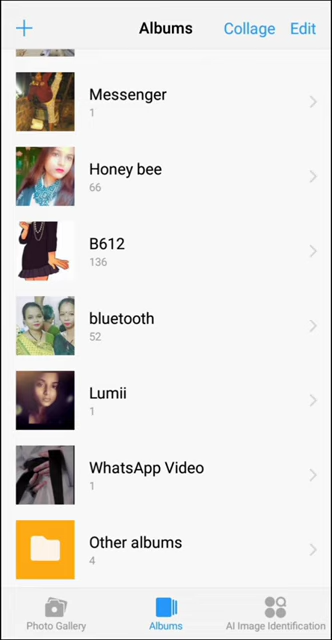 Albums
Collage
Edit
Messenger
1
Honey bee
66
B612
136
bluetooth
52
Lumii
1
WhatsApp Video
1
Other albums
4
Photo Gallery
Albums
AI Image Identification